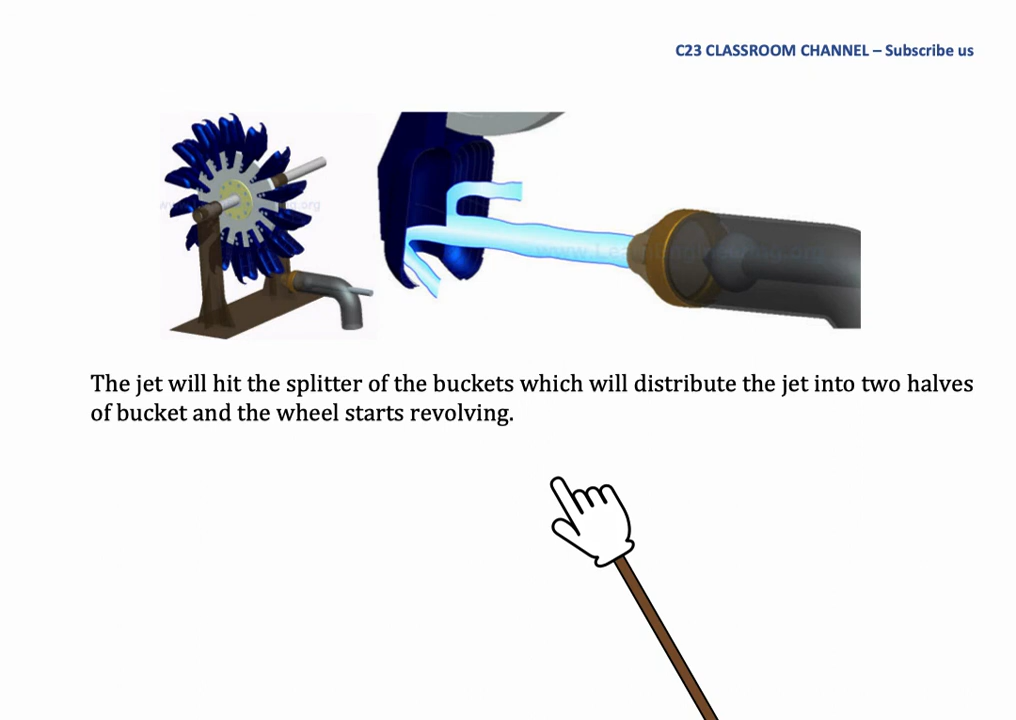 C23 CLASSROOM CHANNEL – Subscribe us
The jet will hit the splitter of the buckets which will distribute the jet into two halves
of bucket and the wheel starts revolving.